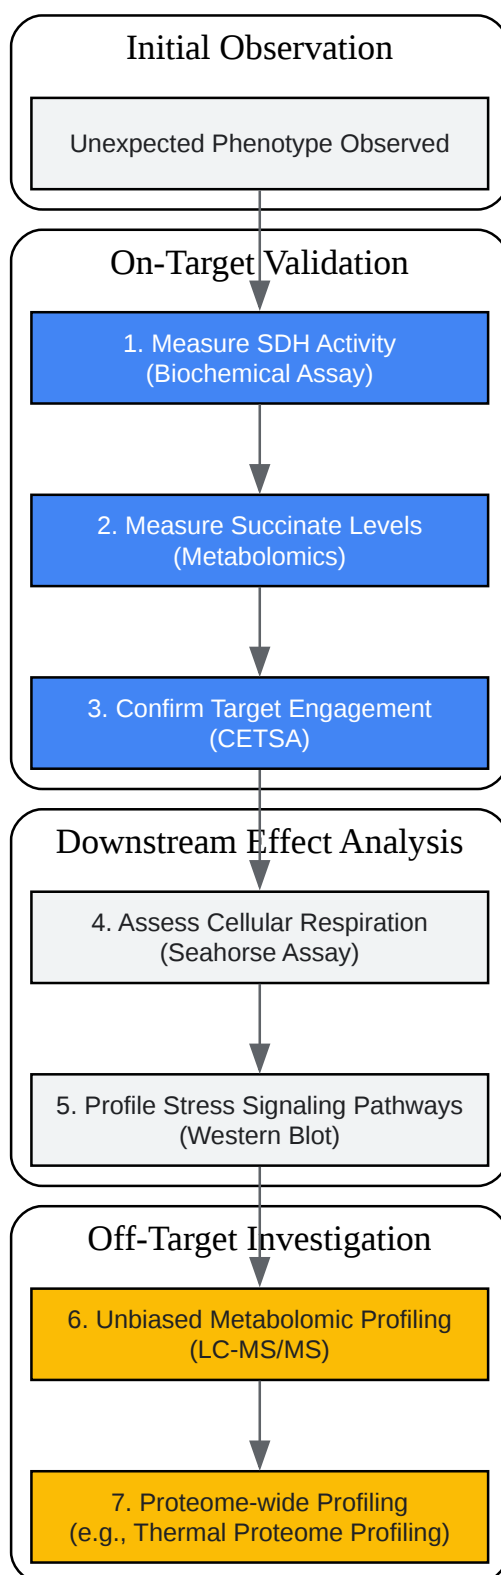 Initial Observation
Unexpected Phenotype Observed
On-Target Validation
1. Measure SDH Activity
(Biochemical Assay)
2. Measure Succinate Levels
(Metabolomics)
3. Confirm Target Engagement
(CETSA)
Downstream Effect Analysis
4. Assess Cellular Respiration
(Seahorse Assay)
5. Profile Stress Signaling Pathways
(Western Blot)
Off-Target Investigation
6. Unbiased Metabolomic Profiling
(LC-MS/MS)
7. Proteome-wide Profiling
(e.g., Thermal Proteome Profiling)